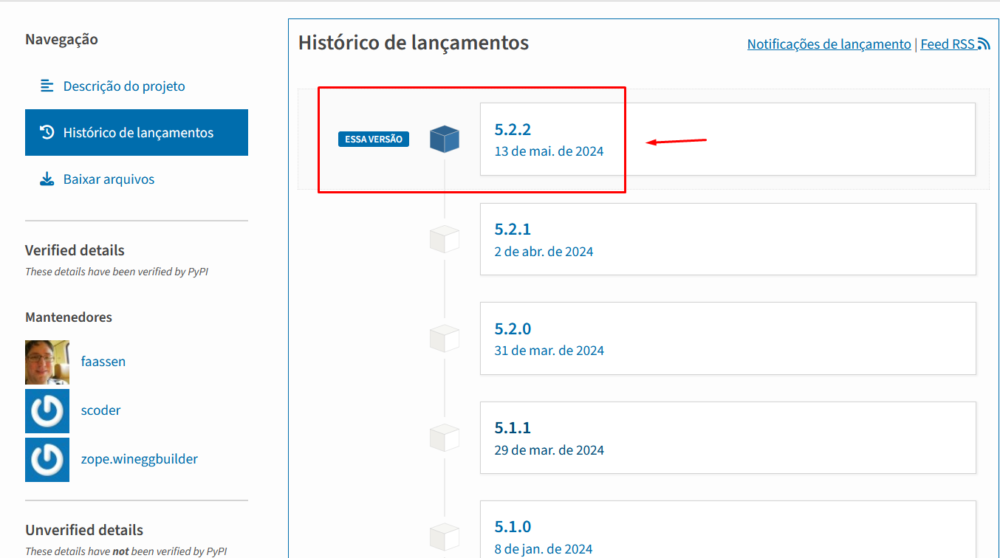 Navegação
Descrição do projeto
Histórico de lançamentos
Baixar arquivos
Verified details
These details have been verified by PyPI
Mantenedores
faassen
scoder
zope.wineggbuilder
Unverified details
These details have not been verified by PyPI
Histórico de lançamentos
Notificações de lançamento | Feed RSS
ESSA VERSÃO
5.2.2
13 de mai. de 2024
5.2.1
2 de abr. de 2024
5.2.0
31 de mar. de 2024
5.1.1
29 de mar. de 2024
5.1.0
8 de jan. de 2024